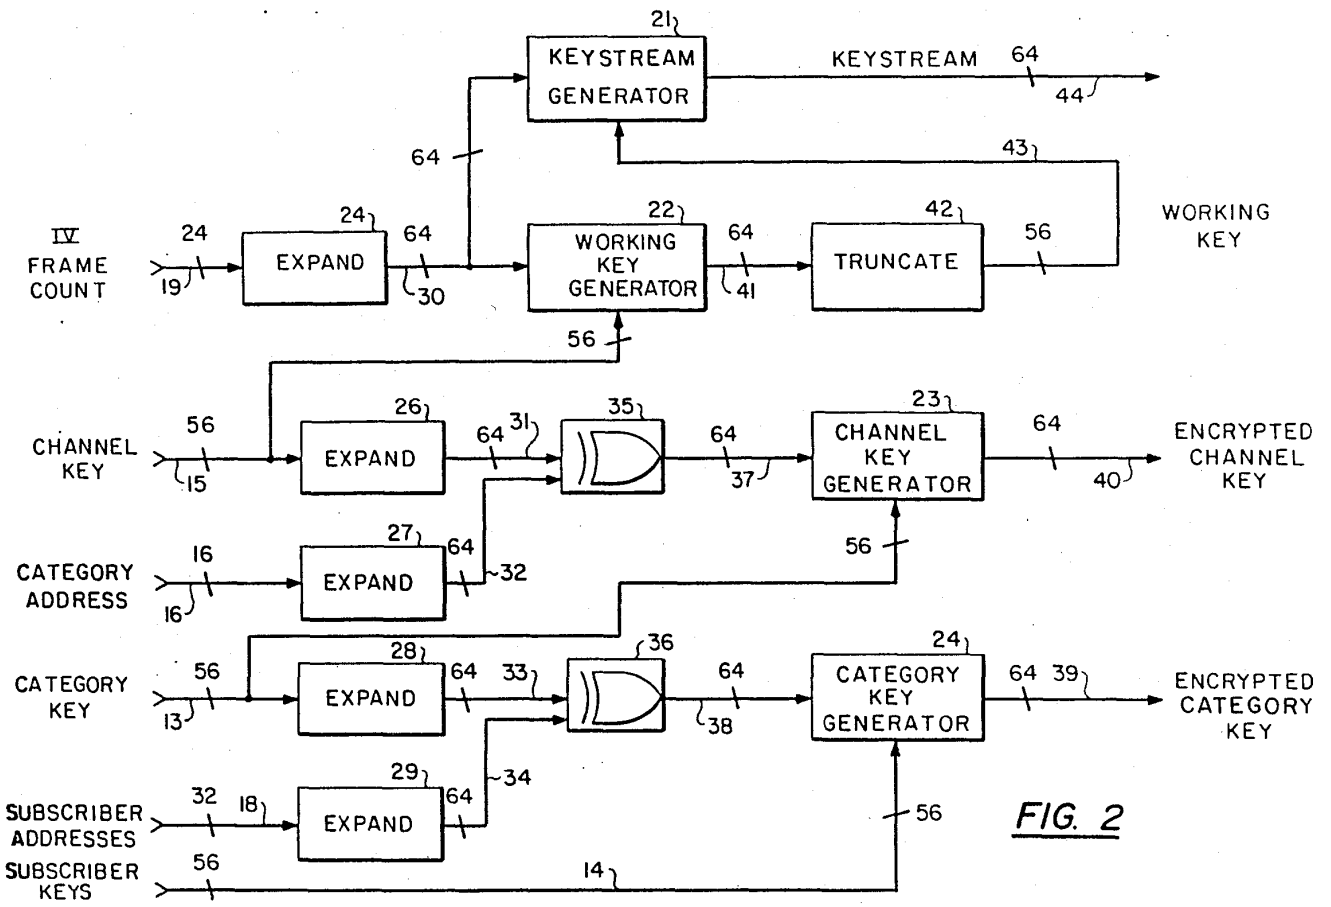 21
KEYSTREAM
GENERATOR
KEYSTREAM
64
44
64
43
IV
FRAME
COUNT
24
19
24
EXPAND
64
30
22
WORKING
KEY
GENERATOR
64
41
42
TRUNCATE
56
WORKING
KEY
56
CHANNEL
KEY
56
15
26
EXPAND
64
31
35
64
37
23
CHANNEL
KEY
GENERATOR
64
40
ENCRYPTED
CHANNEL
KEY
CATEGORY
ADDRESS
16
16
27
EXPAND
64
32
56
CATEGORY
KEY
56
13
28
EXPAND
64
33
36
64
38
24
CATEGORY
KEY
GENERATOR
64
39
ENCRYPTED
CATEGORY
KEY
SUBSCRIBER
ADDRESSES
32
18
29
EXPAND
64
34
56
SUBSCRIBER
KEYS
56
14
FIG. 2